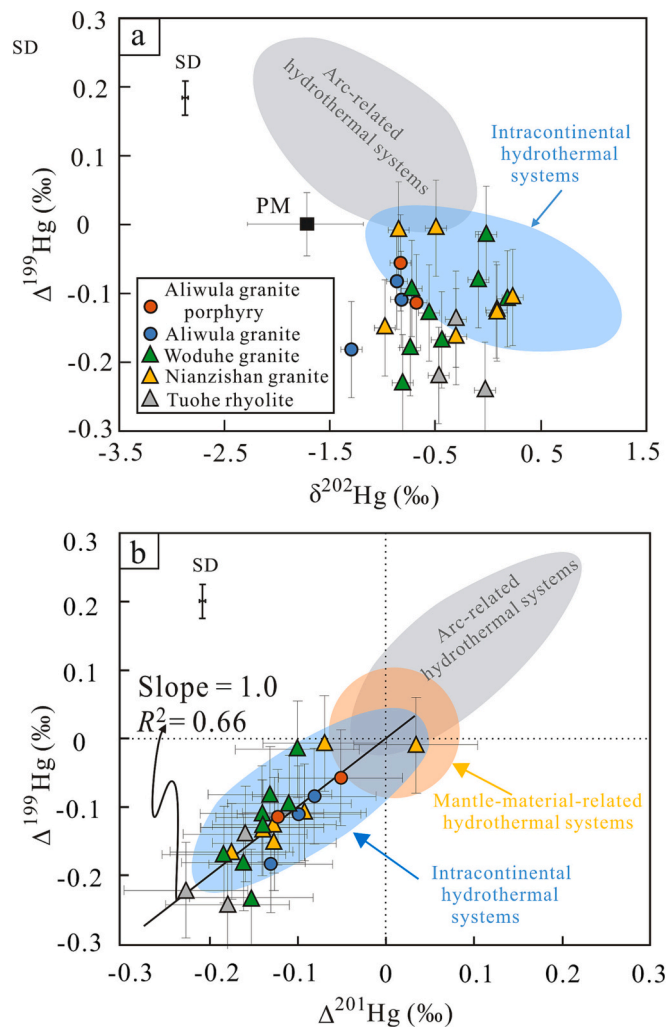 SD
a
SD
0.3
0.2
0.1
0
-0.1
-0.2
-0.3
Δ¹⁹⁹Hg (‰)
Arc-related
hydrothermal systems
Intracontinental
hydrothermal
systems
PM
Aliwula granite
porphyry
Aliwula granite
Woduhe granite
Nianzishan granite
Tuohe rhyolite
-3.5
-2.5
-1.5
-0.5
0.5
1.5
δ²⁰²Hg (‰)
b
SD
0.3
0.2
0.1
0
-0.1
-0.2
-0.3
Δ¹⁹⁹Hg (‰)
Arc-related
hydrothermal systems
Slope = 1.0
R² = 0.66
Mantle-material-related
hydrothermal systems
Intracontinental
hydrothermal
systems
-0.3
-0.2
-0.1
0
0.1
0.2
0.3
Δ²⁰¹Hg (‰)